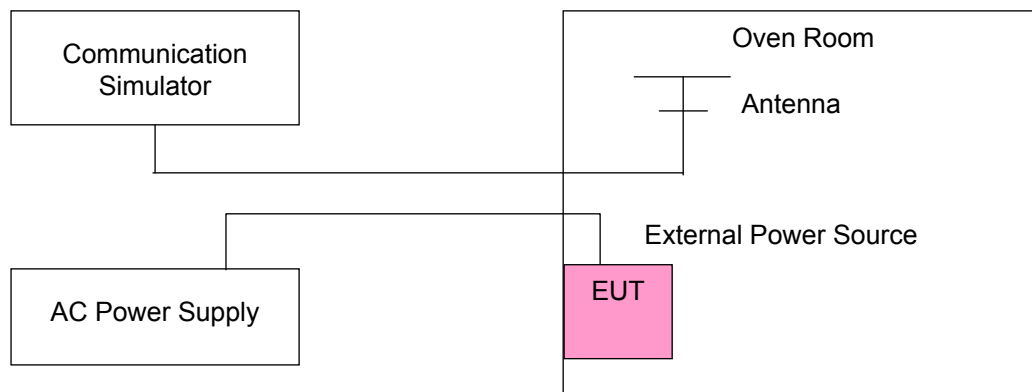 Communication
Simulator
Oven Room
Antenna
External Power Source
AC Power Supply
EUT